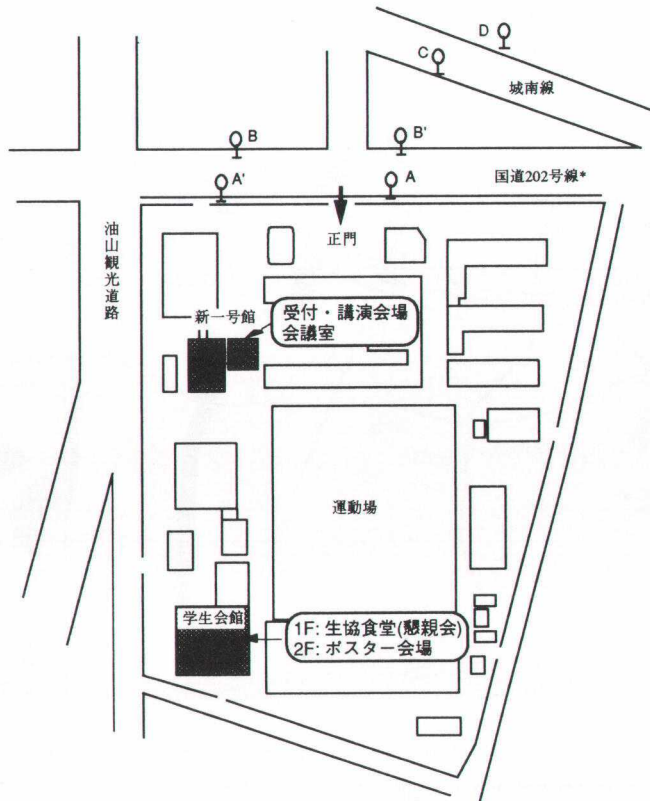 D
C
城南線
B
B'
A'
A
国道202号線*
正門
油山観光道路
新一号館
受付・講演会場
会議室
運動場
学生会館
1F: 生協食堂(懇親会)
2F: ポスター会場